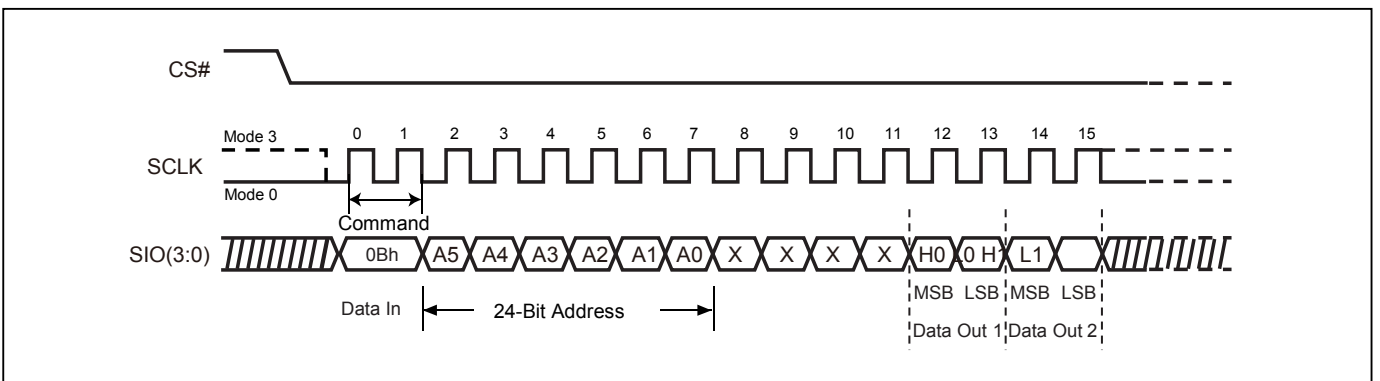 CS#
Mode 3
0 1 2 3 4 5 6 7 8 9 10 11 12 13 14 15
SCLK
Mode 0
Command
SIO(3:0) 0Bh A5 A4 A3 A2 A1 A0 X X X X H0 L0 H1 L1
MSB LSB MSB LSB
Data In 24-Bit Address
Data Out 1 Data Out 2